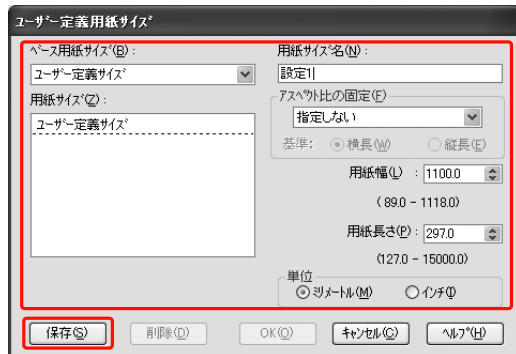 ユーザー定義用紙サイズ
ベース用紙サイズ(B) :
ユーザー定義サイズ
用紙サイズ(Z) :
ユーザー定義サイズ
用紙サイズ名(N) :
設定1
アスペクト比の固定(F)
指定しない
基準: 横長(W) 縦長(E)
用紙幅(L) : 1100.0
( 89.0 - 1118.0)
用紙長さ(P) : 297.0
(127.0 - 15000.0)
単位
ミリメートル(M) インチ(I)
保存(S) 削除(D) OK(O) キャンセル(C) ヘルプ(H)